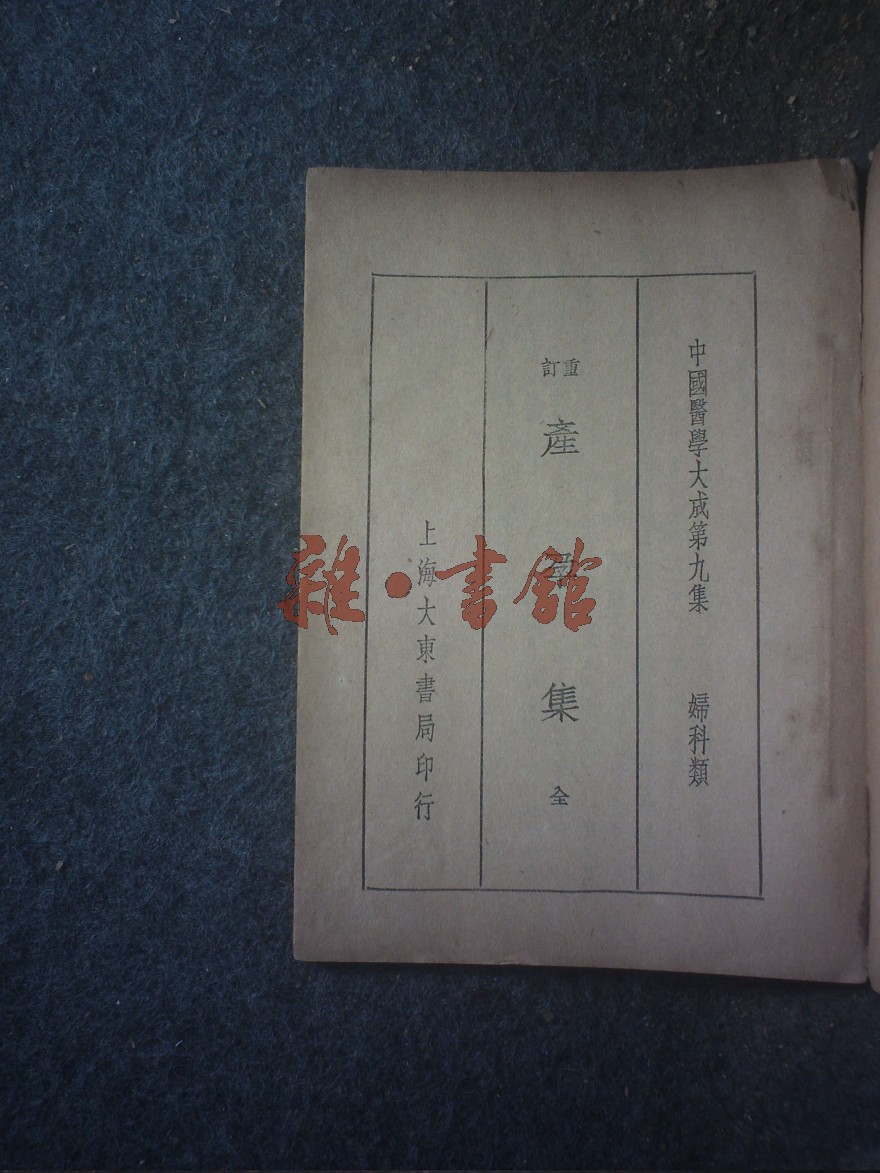 中國醫學大成第九集 婦科類
重訂
產孕集 全
上海大東書局印行
雜·書館